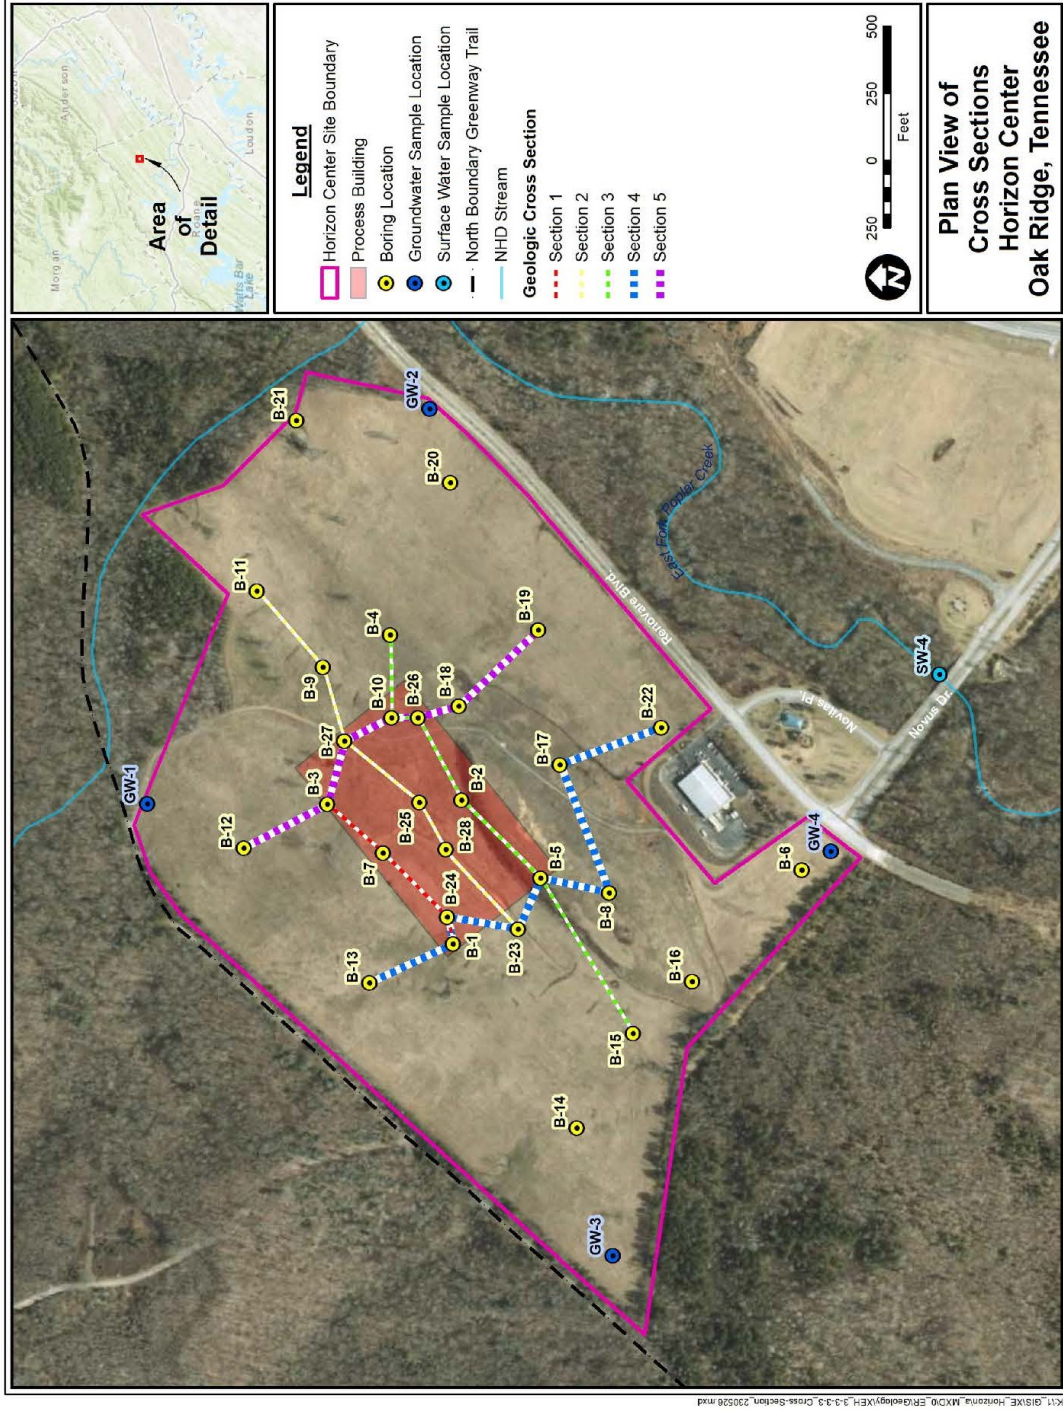 Morgan
Anderson
Roane
Loudon
Watts Bar
Lake
Area
of
Detail
Legend
Horizon Center Site Boundary
Process Building
Boring Location
Groundwater Sample Location
Surface Water Sample Location
North Boundary Greenway Trail
NHD Stream
Geologic Cross Section
Section 1
Section 2
Section 3
Section 4
Section 5
N
250 0 250 500
Feet
Plan View of
Cross Sections
Horizon Center
Oak Ridge, Tennessee
GW-1
B-12
B-3
B-27
B-9
B-11
B-21
GW-2
B-20
B-4
B-10
B-26
B-18
B-19
B-13
B-7
B-25
B-28
B-2
B-24
B-1
B-23
B-5
B-8
B-17
B-22
B-15
B-16
B-14
GW-3
B-6
GW-4
SW-4
Renovare Blvd.
Novitas Pl.
Novus Dr.
East Fork Poplar Creek